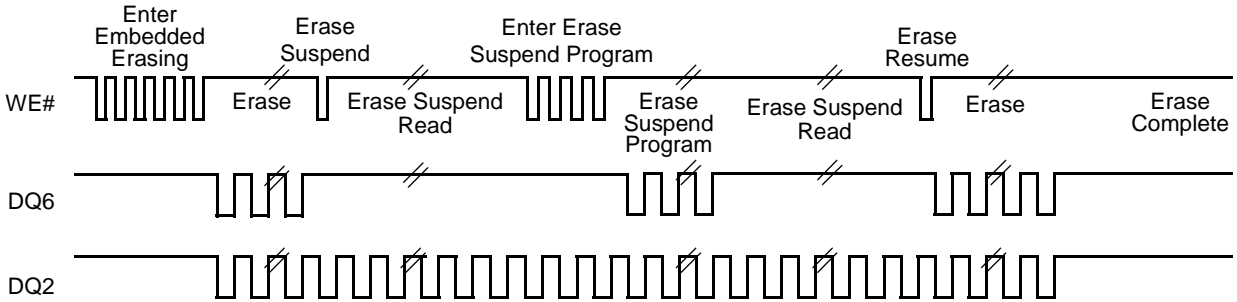 Enter
Embedded
Erasing
Erase
Suspend
Enter Erase
Suspend Program
Erase
Resume
WE#
Erase
Erase Suspend
Read
Erase
Suspend
Program
Erase Suspend
Read
Erase
Erase
Complete
DQ6
DQ2